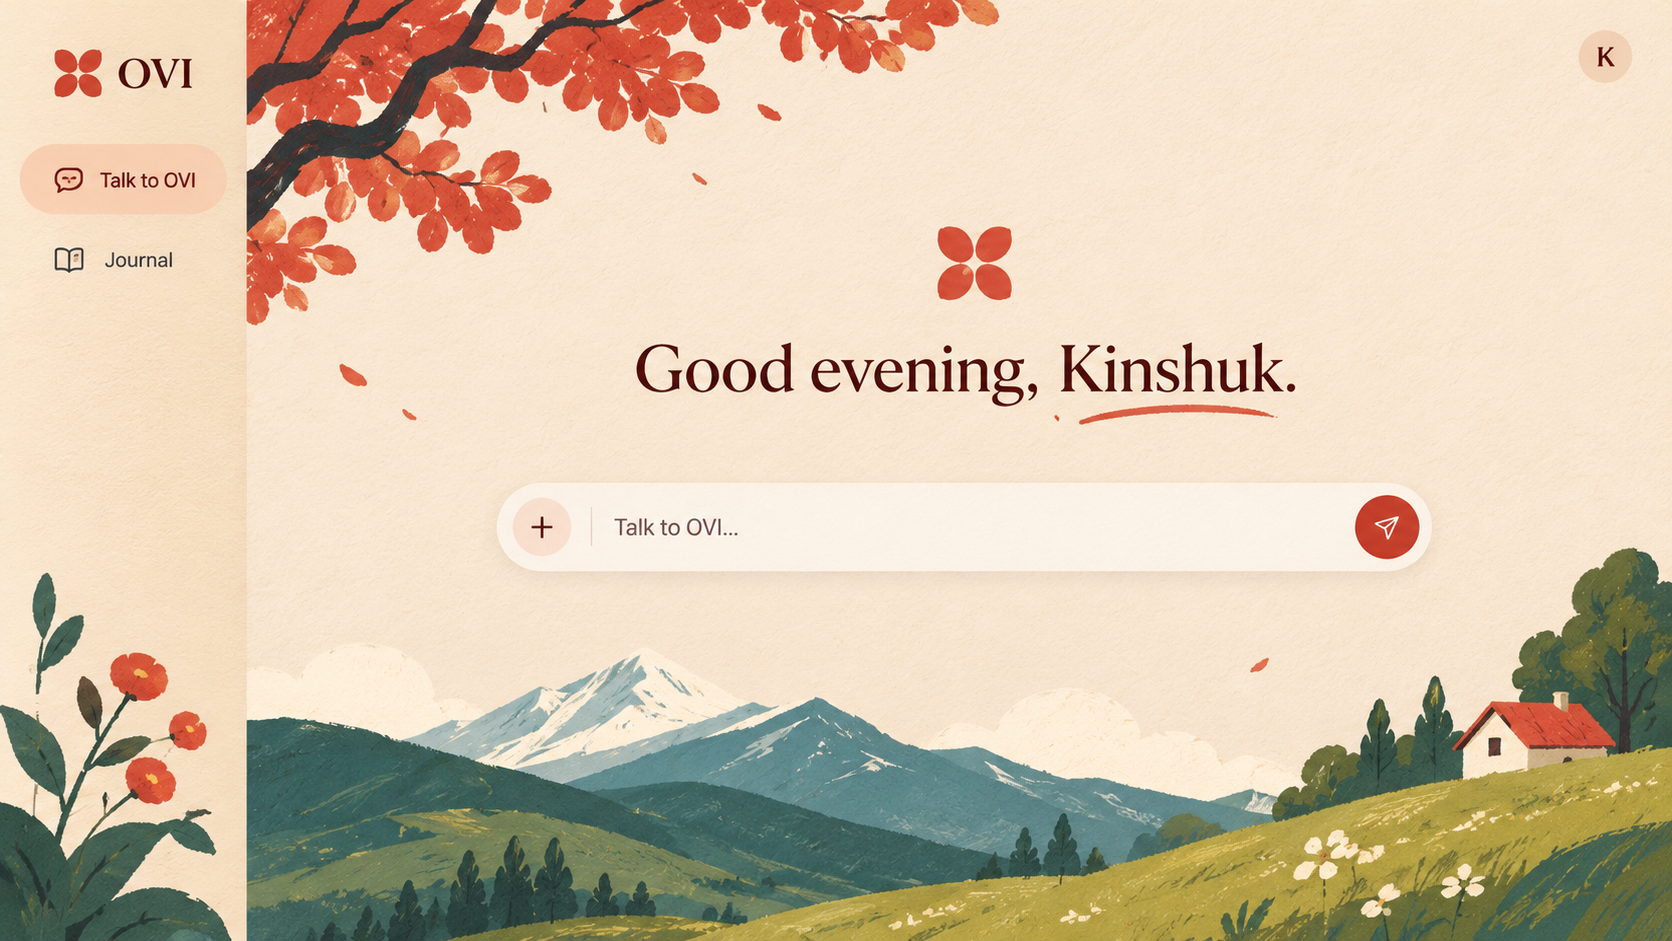 OVI
Talk to OVI
Journal
K
Good evening, Kinshuk.
Talk to OVI...